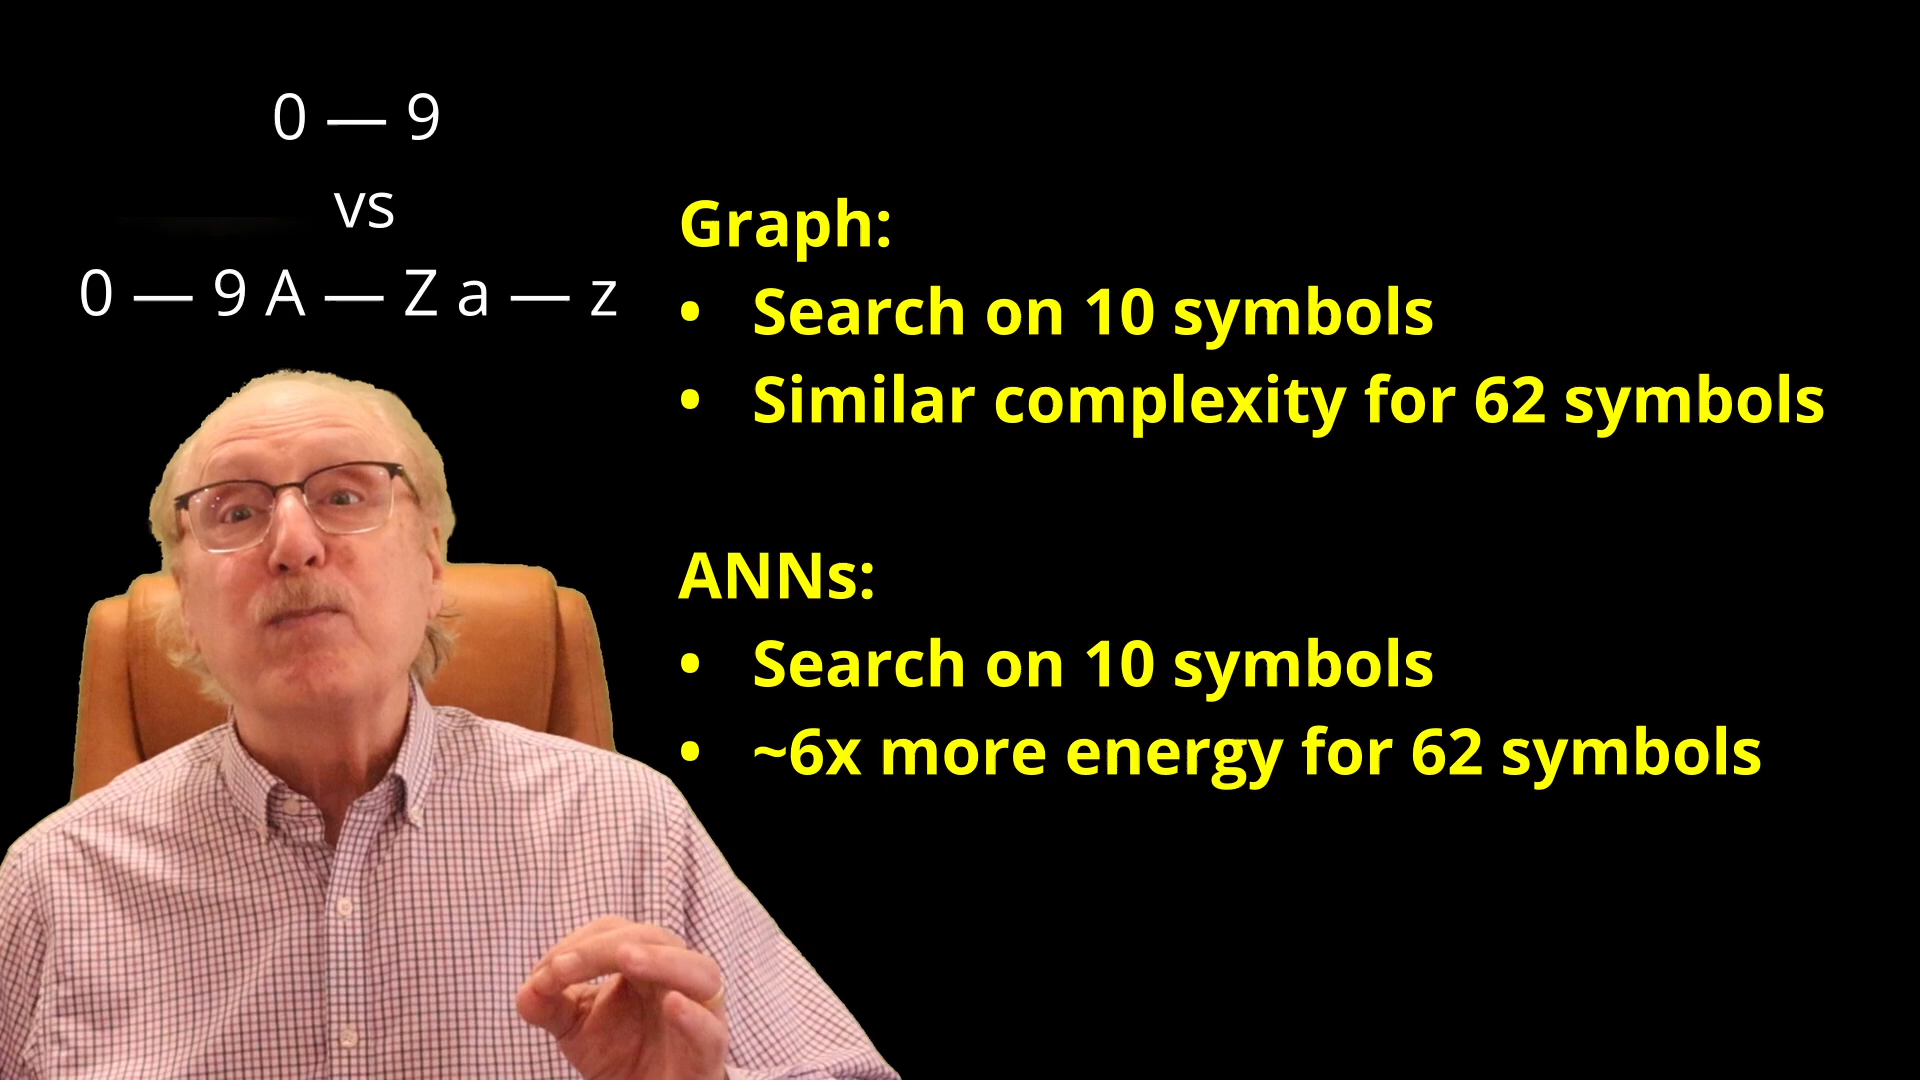 0 — 9
vs
0 — 9 A — Z a — z
Graph:
• Search on 10 symbols
• Similar complexity for 62 symbols
ANNs:
• Search on 10 symbols
• ~6x more energy for 62 symbols